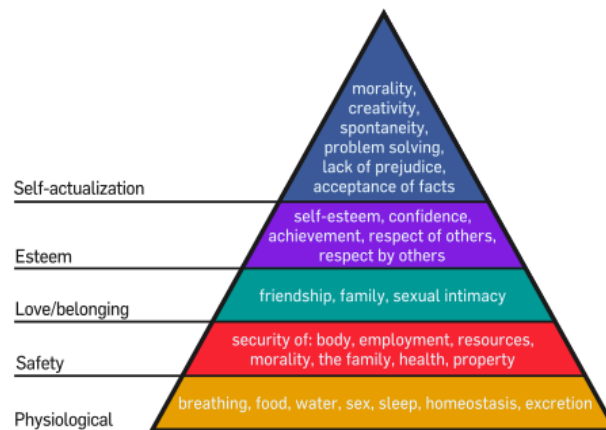 morality,
creativity,
spontaneity,
problem solving,
lack of prejudice,
acceptance of facts
Self-actualization
self-esteem, confidence,
achievement, respect of others,
respect by others
Esteem
friendship, family, sexual intimacy
Love/belonging
security of: body, employment, resources,
morality, the family, health, property
Safety
breathing, food, water, sex, sleep, homeostasis, excretion
Physiological